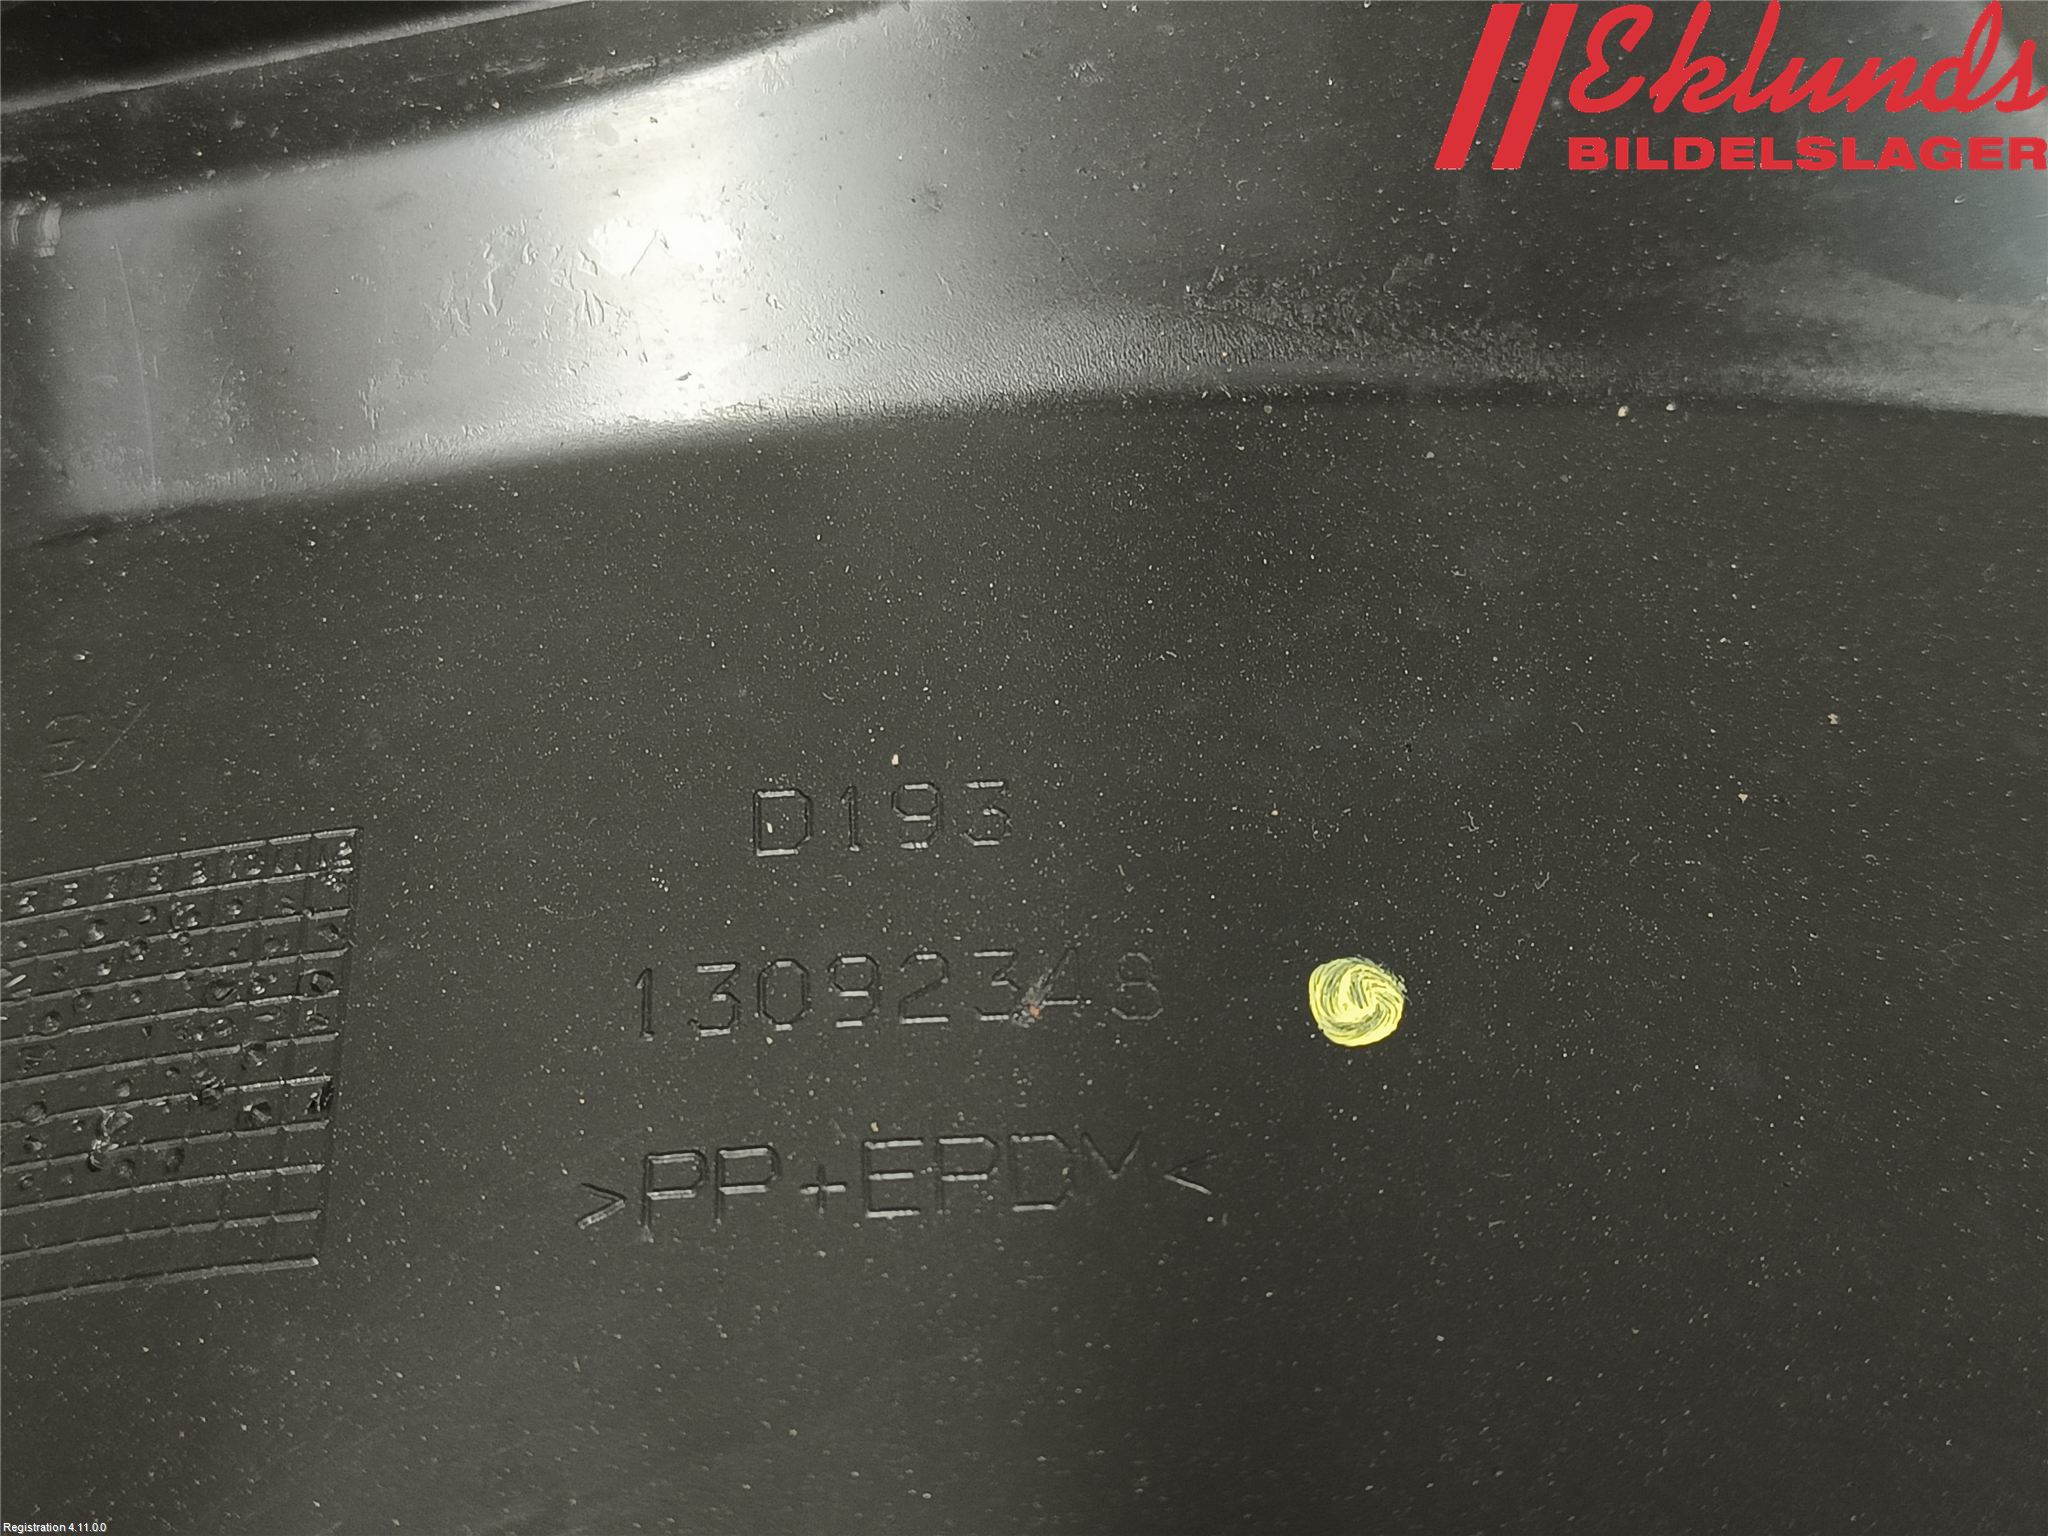 Eklunds
BILDELSLAGER
D193
13092348
>PP+EPDM<
Registration 4.11.0.0